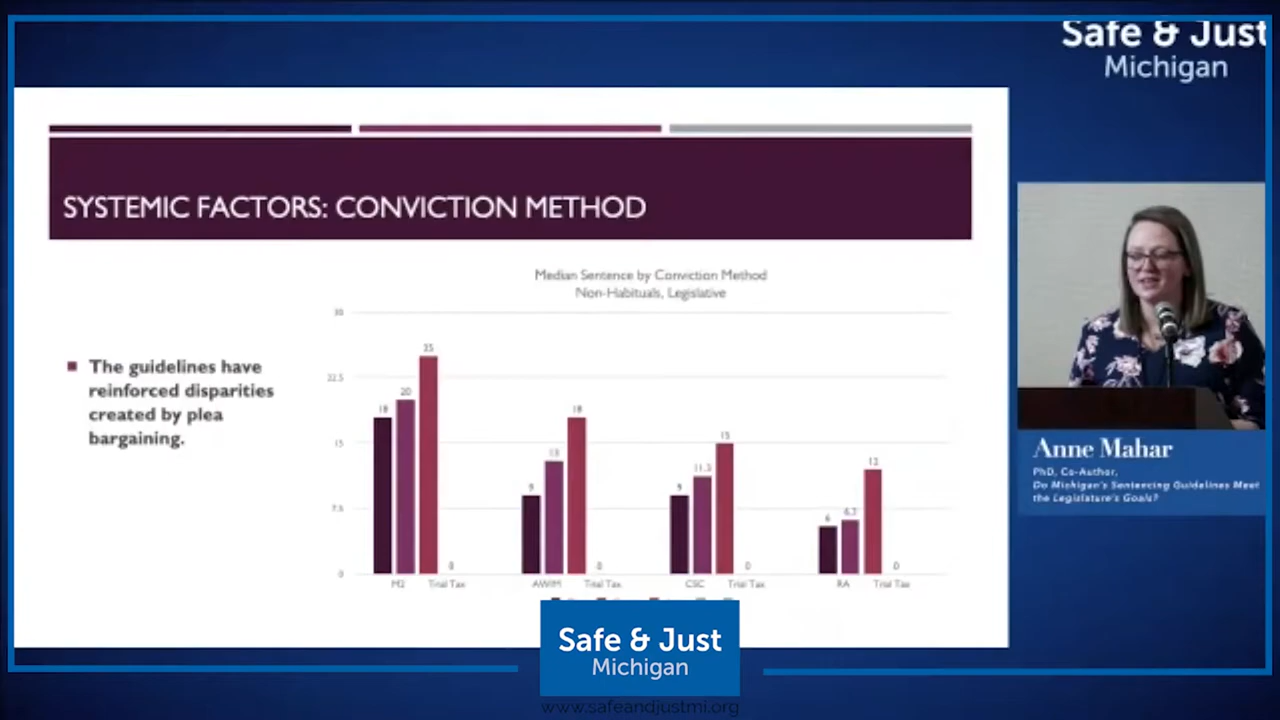 Safe & Just
Michigan
SYSTEMIC FACTORS: CONVICTION METHOD
The guidelines have
reinforced disparities
created by plea
bargaining.
Median Sentence by Conviction Method
Non-Habituals, Legislative
30
22.5
15
7.5
0
18
20
25
0
9
13
18
0
9
11.3
15
0
6
12
0
M2
Trial Tax
AWIM
Trial Tax
CSC
Trial Tax
RA
Trial Tax
Anne Mahar
PhD, Co-Author,
Do Michigan's Sentencing Guidelines Meet
the Legislature's Goals?
Safe & Just
Michigan
www.safeandjustmi.org